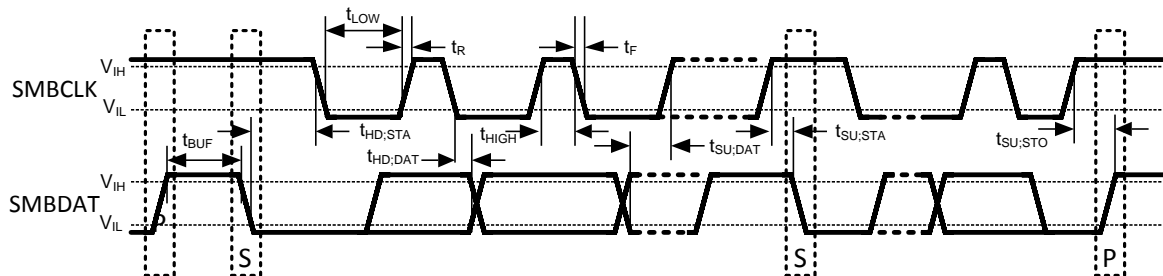 tLOW
tR
tF
VIH
SMBCLK
VIL
tBUF
tHD;STA
tHIGH
tHD;DAT
tSU;DAT
tSU;STA
tSU;STO
VIH
SMBDAT
VIL
P
S
S
P